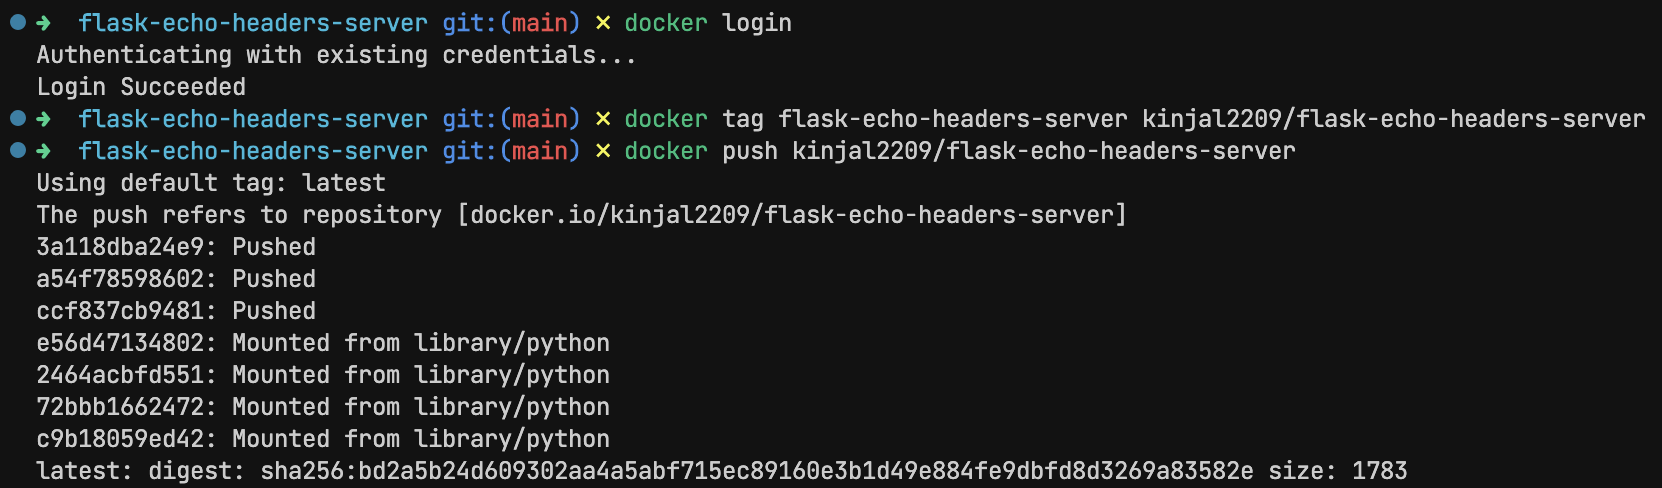 ➜  flask-echo-headers-server git:(main) ✗ docker login
Authenticating with existing credentials...
Login Succeeded
➜  flask-echo-headers-server git:(main) ✗ docker tag flask-echo-headers-server kinjal2209/flask-echo-headers-server
➜  flask-echo-headers-server git:(main) ✗ docker push kinjal2209/flask-echo-headers-server
Using default tag: latest
The push refers to repository [docker.io/kinjal2209/flask-echo-headers-server]
3a118dba24e9: Pushed
a54f78598602: Pushed
ccf837cb9481: Pushed
e56d47134802: Mounted from library/python
2464acbfd551: Mounted from library/python
72bbb1662472: Mounted from library/python
c9b18059ed42: Mounted from library/python
latest: digest: sha256:bd2a5b24d609302aa4a5abf715ec89160e3b1d49e884fe9dbfd8d3269a83582e size: 1783